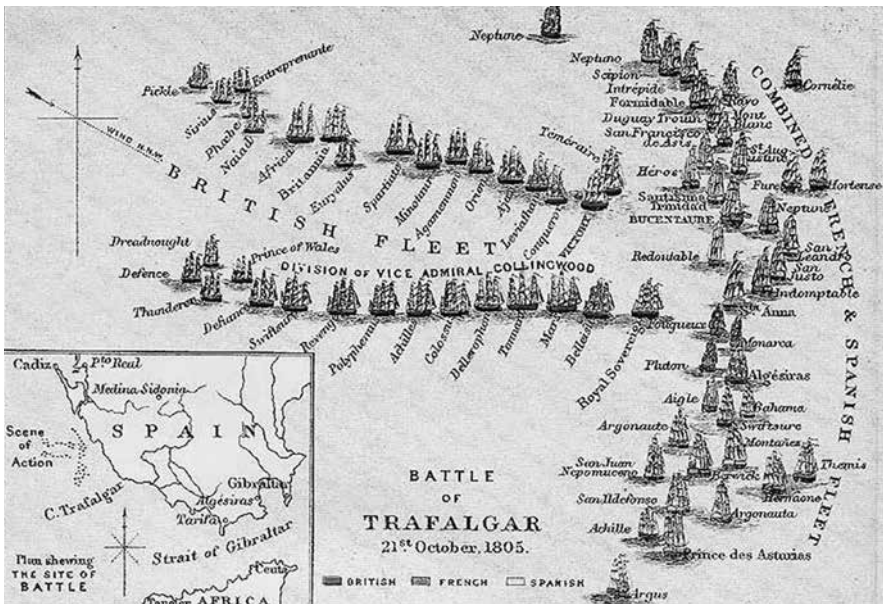 Neptune
Neptuno
Scipion
Intrépide
Formidable
Rayo
Cornélie
Duguay Trouin
Mont
Blanc
San Francisco
de Asis
St Aug
ustino
Héros
Furet
Hortense
Santisima
Trinidad
BUCENTAURE
Neptune
Redoutable
San
Leandro
San
Justo
Indomptable
Sta Anna
Fougueux
Monarca
Pluton
Algésiras
Aigle
Bahama
Swiftsure
Argonaute
Montañes
San Juan
Nepomuceno
Berwick
Themis
Hermione
San Ildefonso
Argonauta
Achille
Prince des Asturias
Argus
COMBINED FRENCH & SPANISH FLEET
Pickle
Entreprenante
Sirius
Phœbe
Naiad
WIND N.N.W.
BRITISH FLEET
Africa
Britannia
Euryalus
Spartiate
Minotaur
Agamemnon
Orion
Ajax
Leviathan
Conqueror
Téméraire
VICTORY
DIVISION OF VICE ADMIRAL COLLINGWOOD
Dreadnought
Prince of Wales
Defence
Thunderer
Defiance
Swiftsure
Revenge
Polyphemus
Achilles
Colossus
Bellerophon
Tonnant
Mars
Belleisle
Royal Sovereign
Cadiz
Pto Real
Medina Sidonia
SPAIN
Scene
of
Action
C. Trafalgar
Gibraltar
Algésiras
Tarifa
Strait of Gibraltar
Plan shewing
THE SITE OF
BATTLE
Ceuta
Tangier AFRICA
BATTLE
OF
TRAFALGAR
21st October, 1805.
BRITISH FRENCH SPANISH